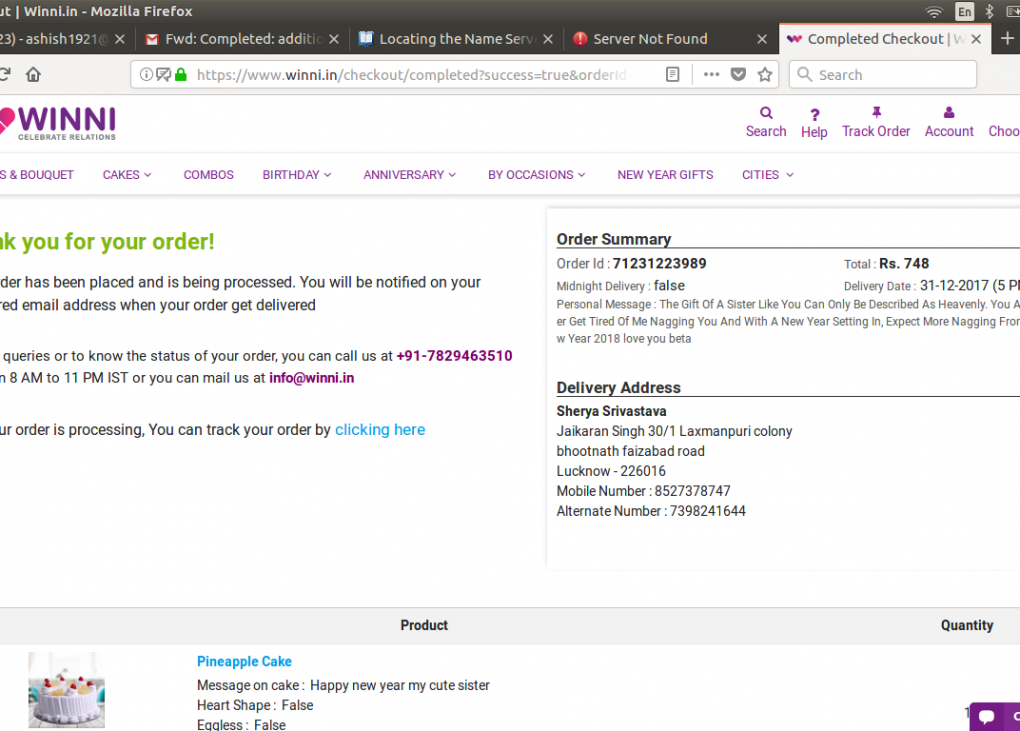 ut | Winni.in - Mozilla Firefox
En
23) - ashish1921@
Fwd: Completed: additic
Locating the Name Serv
Server Not Found
Completed Checkout | W
https://www.winni.in/checkout/completed?success=true&orderId
Search
WINNI
CELEBRATE RELATIONS
Search
Help
Track Order
Account
Choo
S & BOUQUET
CAKES
COMBOS
BIRTHDAY
ANNIVERSARY
BY OCCASIONS
NEW YEAR GIFTS
CITIES
nk you for your order!
rder has been placed and is being processed. You will be notified on your
red email address when your order get delivered
queries or to know the status of your order, you can call us at +91-7829463510
n 8 AM to 11 PM IST or you can mail us at info@winni.in
ur order is processing, You can track your order by clicking here
Order Summary
Order Id : 71231223989
Total : Rs. 748
Midnight Delivery : false
Delivery Date : 31-12-2017 (5 PM
Personal Message : The Gift Of A Sister Like You Can Only Be Described As Heavenly. You A
er Get Tired Of Me Nagging You And With A New Year Setting In, Expect More Nagging Fror
w Year 2018 love you beta
Delivery Address
Sherya Srivastava
Jaikaran Singh 30/1 Laxmanpuri colony
bhootnath faizabad road
Lucknow - 226016
Mobile Number : 8527378747
Alternate Number : 7398241644
Product
Quantity
Pineapple Cake
Message on cake : Happy new year my cute sister
Heart Shape : False
Eggless : False
1